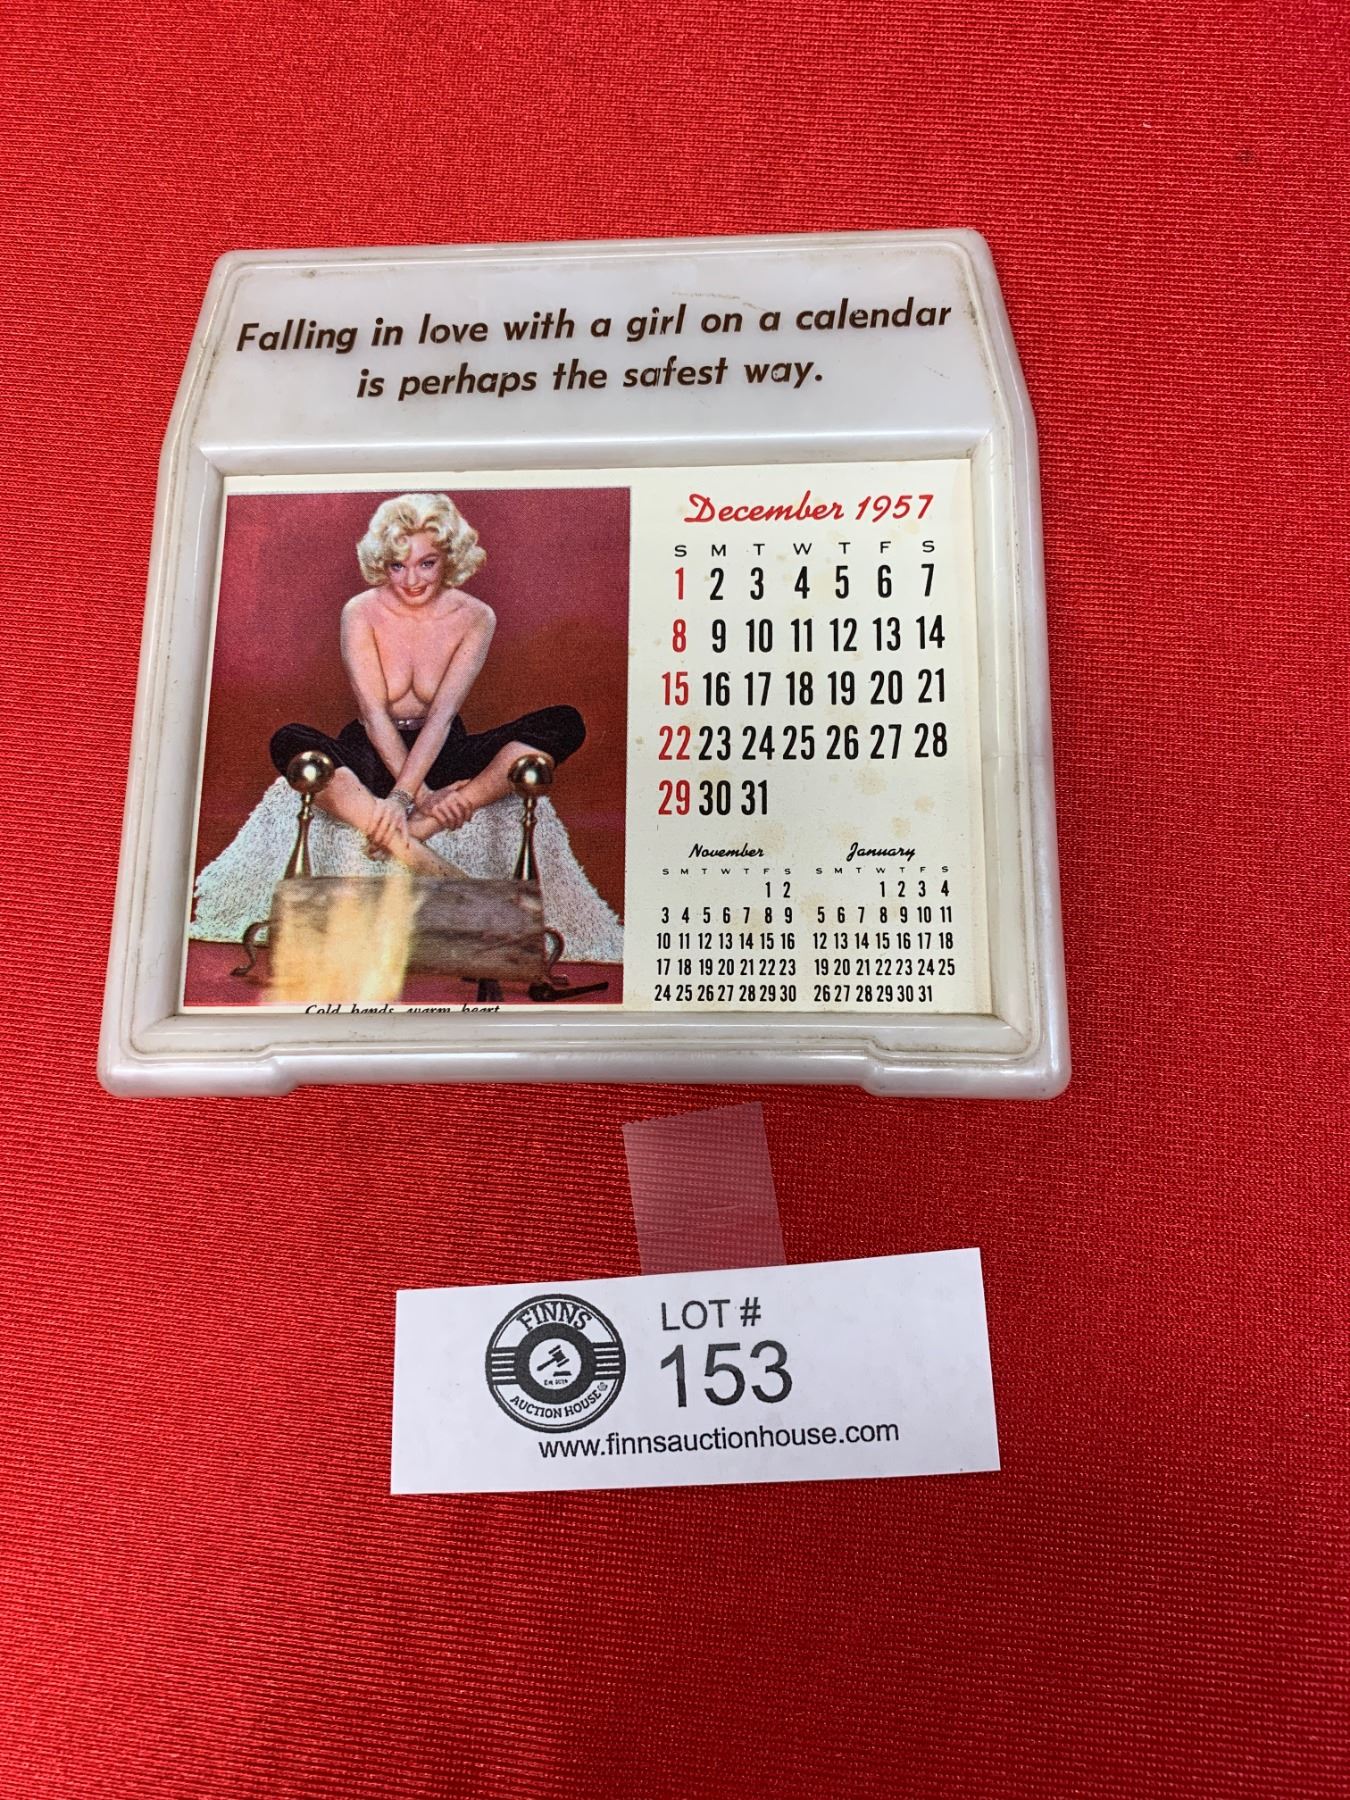 Falling in love with a girl on a calendar
is perhaps the safest way.
December 1957
S M T W T F S
1 2 3 4 5 6 7
8 9 10 11 12 13 14
15 16 17 18 19 20 21
22 23 24 25 26 27 28
29 30 31
November
S M T W T F S
1 2
3 4 5 6 7 8 9
10 11 12 13 14 15 16
17 18 19 20 21 22 23
24 25 26 27 28 29 30
January
S M T W T F S
1 2 3 4
5 6 7 8 9 10 11
12 13 14 15 16 17 18
19 20 21 22 23 24 25
26 27 28 29 30 31
Cold hands, warm heart
FINNS
AUCTION HOUSE
LOT #
153
www.finnsauctionhouse.com